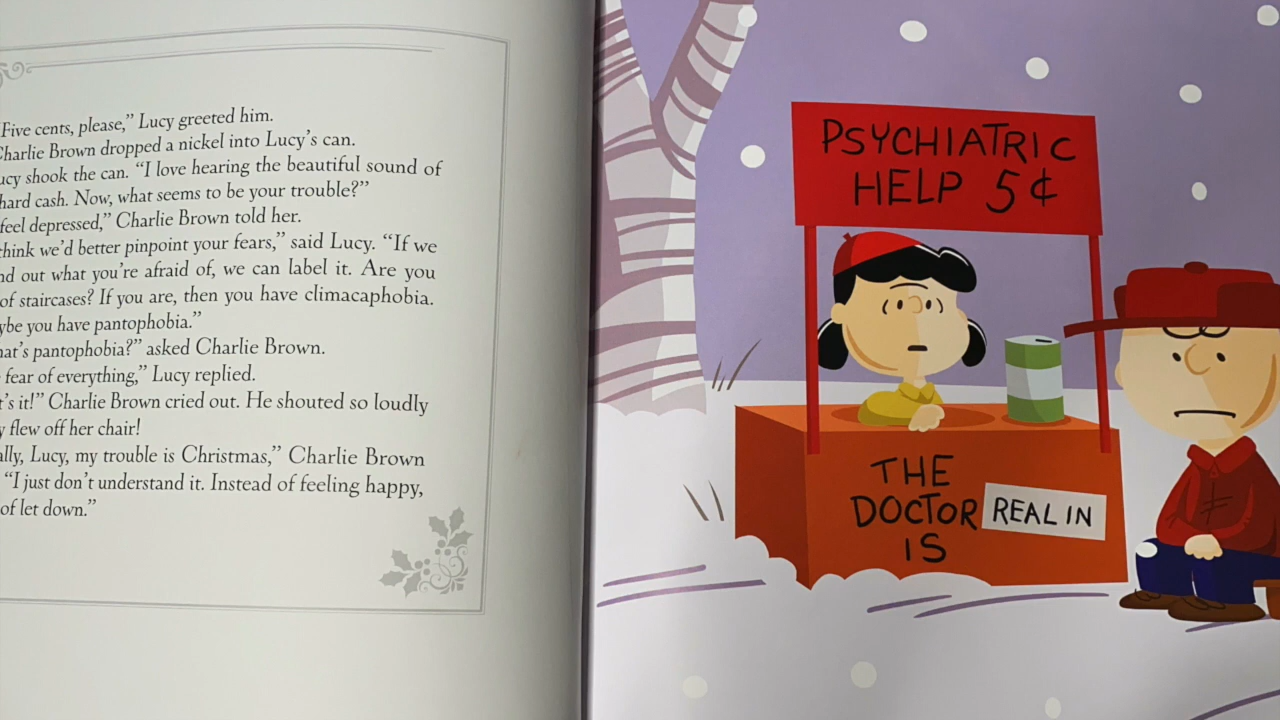 Five cents, please,” Lucy greeted him.
Charlie Brown dropped a nickel into Lucy’s can.
ucy shook the can. “I love hearing the beautiful sound of
hard cash. Now, what seems to be your trouble?”
feel depressed,” Charlie Brown told her.
think we’d better pinpoint your fears,” said Lucy. “If we
nd out what you’re afraid of, we can label it. Are you
of staircases? If you are, then you have climacaphobia.
ybe you have pantophobia.”
hat’s pantophobia?” asked Charlie Brown.
fear of everything,” Lucy replied.
t’s it!” Charlie Brown cried out. He shouted so loudly
y flew off her chair!
ally, Lucy, my trouble is Christmas,” Charlie Brown
“I just don’t understand it. Instead of feeling happy,
of let down.”
PSYCHIATRIC
HELP 5¢
THE
DOCTOR REAL IN
IS